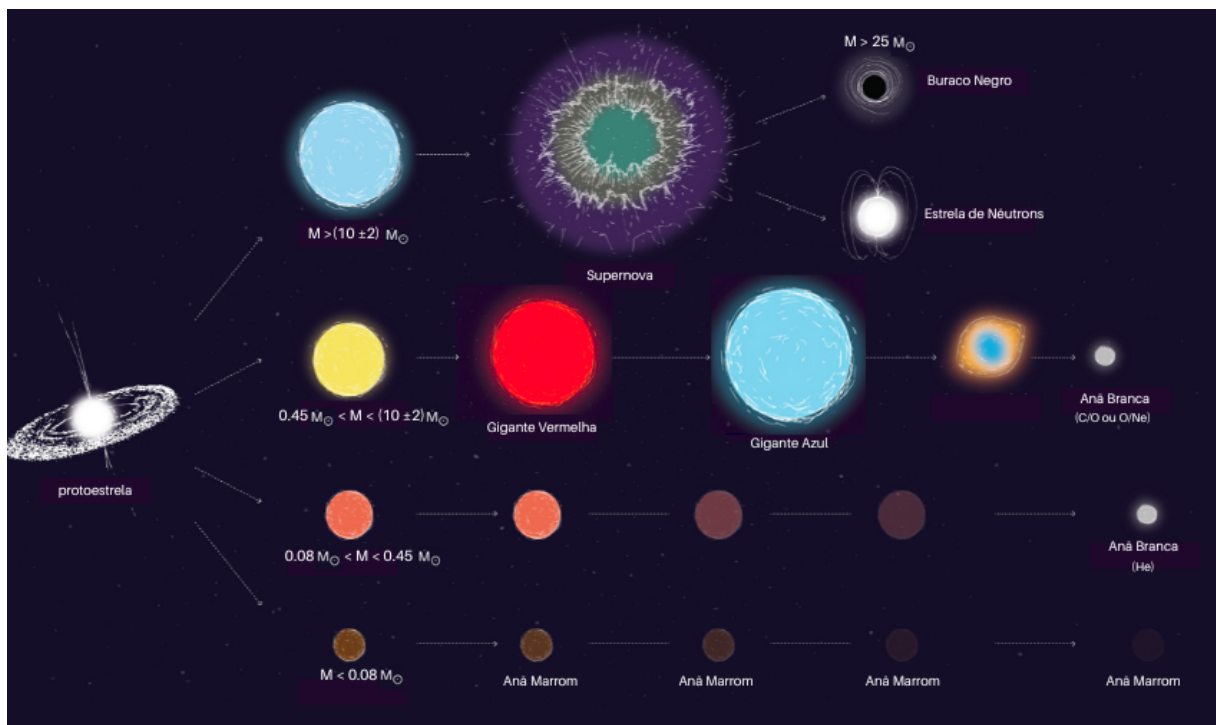 M > 25 M☉
Buraco Negro
M >(10 ±2) M☉
Estrela de Nêutrons
Supernova
0.45 M☉ < M < (10 ±2) M☉
Gigante Vermelha
Gigante Azul
Anã Branca
(C/O ou O/Ne)
protoestrela
0.08 M☉ < M < 0.45 M☉
Anã Branca
(He)
M < 0.08 M☉
Anã Marrom
Anã Marrom
Anã Marrom
Anã Marrom